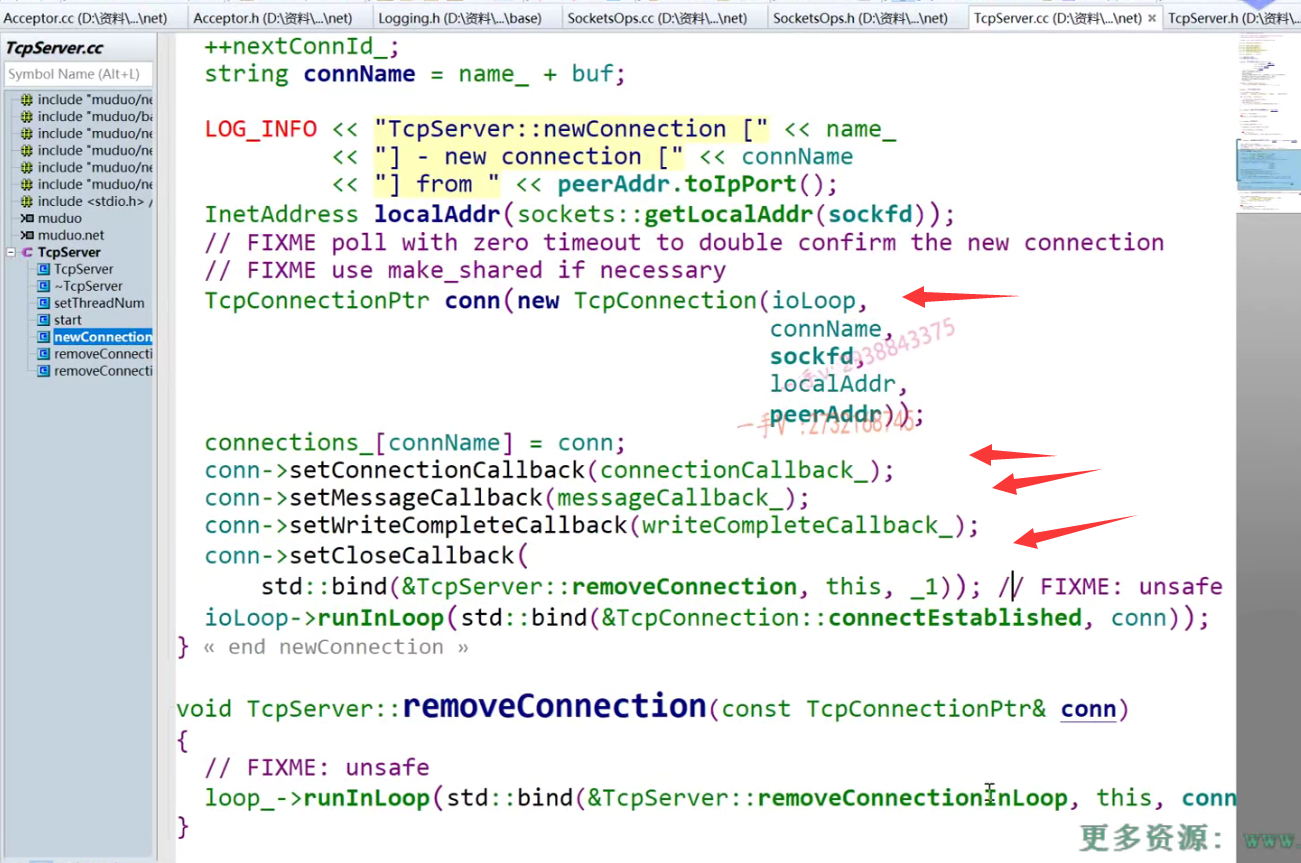 Acceptor.cc (D:\资料\...\net)
Acceptor.h (D:\资料\...\net)
Logging.h (D:\资料\...\base)
SocketsOps.cc (D:\资料\...\net)
SocketsOps.h (D:\资料\...\net)
TcpServer.cc (D:\资料\...\net) ×
TcpServer.h (D:\资料\...
TcpServer.cc
Symbol Name (Alt+L)
include "muduo/ne
include "muduo/ba
include "muduo/ne
include "muduo/ne
include "muduo/ne
include "muduo/ne
include <stdio.h> /
muduo
muduo.net
TcpServer
TcpServer
~TcpServer
setThreadNum
start
newConnection
removeConnecti
removeConnecti
++nextConnId_;
string connName = name_ + buf;
LOG_INFO << "TcpServer::newConnection [" << name_
<< "] - new connection [" << connName
<< "] from " << peerAddr.toIpPort();
InetAddress localAddr(sockets::getLocalAddr(sockfd));
// FIXME poll with zero timeout to double confirm the new connection
// FIXME use make_shared if necessary
TcpConnectionPtr conn(new TcpConnection(ioLoop,
connName,
sockfd,
localAddr,
peerAddr));
connections_[connName] = conn;
conn->setConnectionCallback(connectionCallback_);
conn->setMessageCallback(messageCallback_);
conn->setWriteCompleteCallback(writeCompleteCallback_);
conn->setCloseCallback(
std::bind(&TcpServer::removeConnection, this, _1)); // FIXME: unsafe
ioLoop->runInLoop(std::bind(&TcpConnection::connectEstablished, conn));
} « end newConnection »
void TcpServer::removeConnection(const TcpConnectionPtr& conn)
{
// FIXME: unsafe
loop_->runInLoop(std::bind(&TcpServer::removeConnectionInLoop, this, conn
}
更多资源: www.